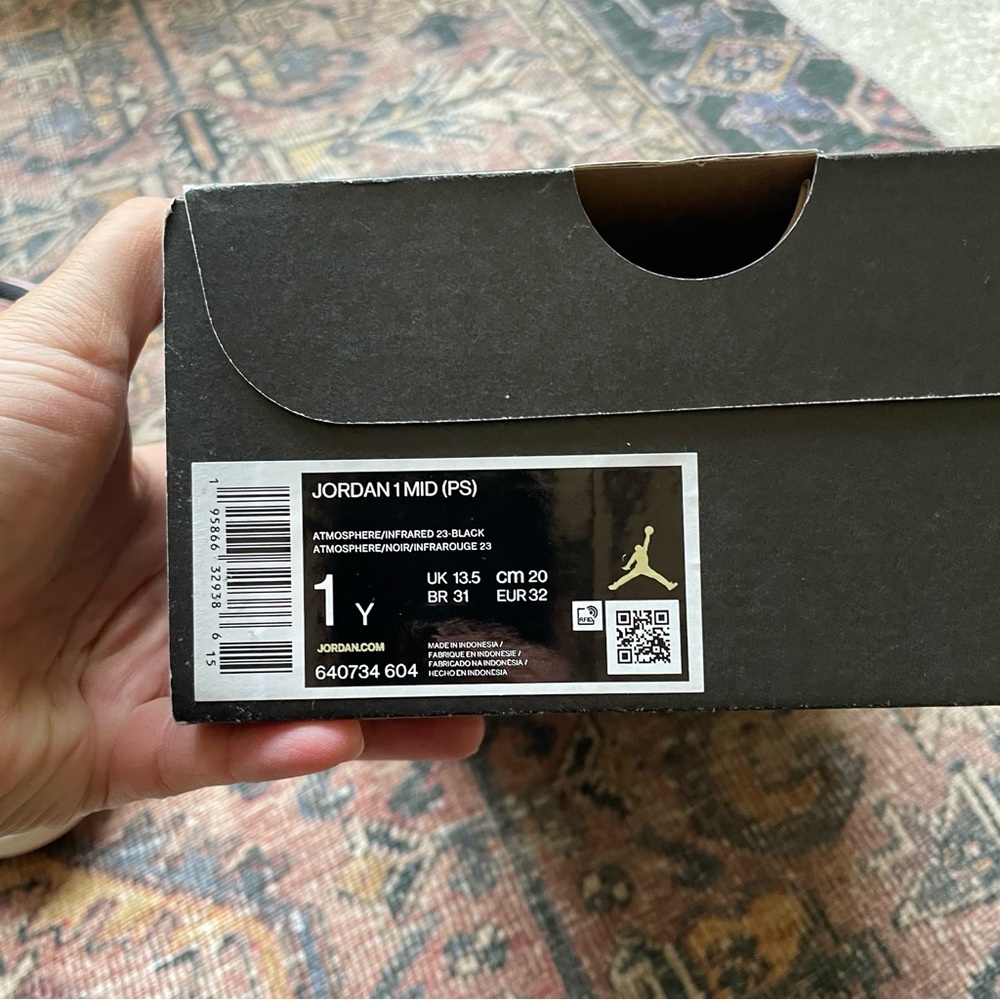 JORDAN 1 MID (PS)
ATMOSPHERE/INFRARED 23-BLACK
ATMOSPHERE/NOIR/INFRAROUGE 23
1 Y
UK 13.5 cm 20
BR 31 EUR 32
JORDAN.COM
640734 604
MADE IN INDONESIA /
FABRIQUE EN INDONESIE /
FABRICADO NA INDONÉSIA /
HECHO EN INDONESIA
RFID
1 95866 32938 6 15